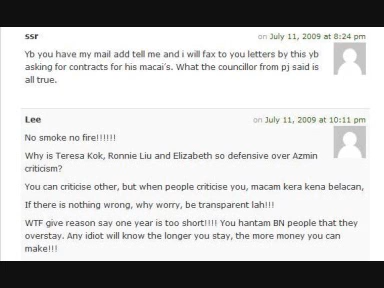 ssr
on July 11, 2009 at 8:24 pm
Yb you have my mail add tell me and i will fax to you letters by this yb
asking for contracts for his macai's. What the councillor from pj said is
all true.
Lee
on July 11, 2009 at 10:11 pm
No smoke no fire!!!!!!
Why is Teresa Kok, Ronnie Liu and Elizabeth so defensive over Azmin
criticism?
You can criticise other, but when people criticise you, macam kera kena belacan,
If there is nothing wrong, why worry, be transparent lah!!!
WTF give reason say one year is too short!!!! You hantam BN people that they
overstay. Any idiot will know the longer you stay, the more money you can
make!!!